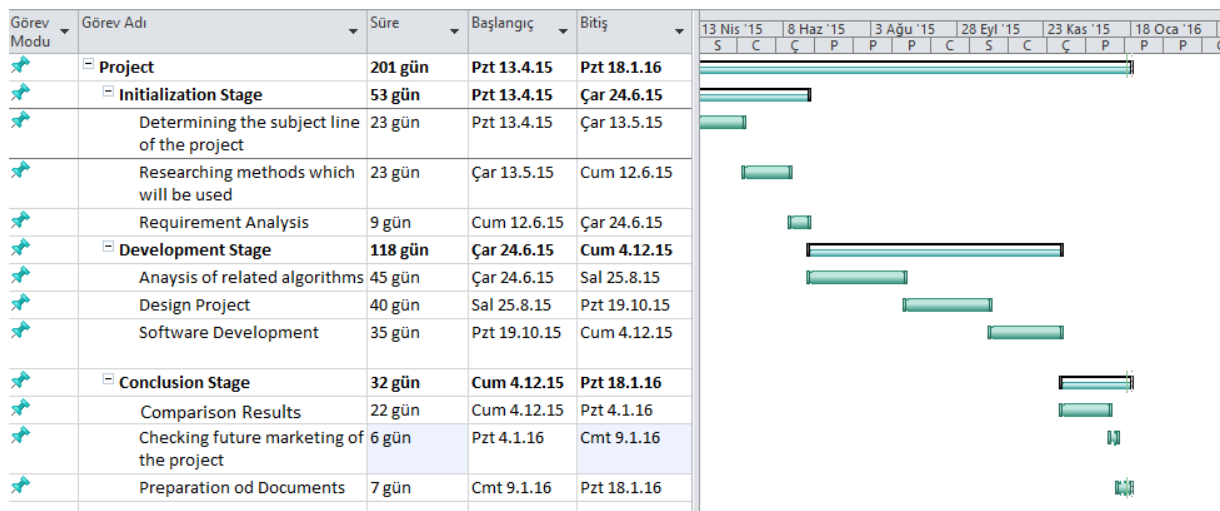 Görev Modu Görev Adı Süre Başlangıç Bitiş
13 Nis '15 8 Haz '15 3 Ağu '15 28 Eyl '15 23 Kas '15 18 Oca '16
S C Ç P P P C S C Ç P P P Ç
Project 201 gün Pzt 13.4.15 Pzt 18.1.16
Initialization Stage 53 gün Pzt 13.4.15 Çar 24.6.15
Determining the subject line 23 gün Pzt 13.4.15 Çar 13.5.15
of the project
Researching methods which 23 gün Çar 13.5.15 Cum 12.6.15
will be used
Requirement Analysis 9 gün Cum 12.6.15 Çar 24.6.15
Development Stage 118 gün Çar 24.6.15 Cum 4.12.15
Anaysis of related algorithms 45 gün Çar 24.6.15 Sal 25.8.15
Design Project 40 gün Sal 25.8.15 Pzt 19.10.15
Software Development 35 gün Pzt 19.10.15 Cum 4.12.15
Conclusion Stage 32 gün Cum 4.12.15 Pzt 18.1.16
Comparison Results 22 gün Cum 4.12.15 Pzt 4.1.16
Checking future marketing of 6 gün Pzt 4.1.16 Cmt 9.1.16
the project
Preparation od Documents 7 gün Cmt 9.1.16 Pzt 18.1.16